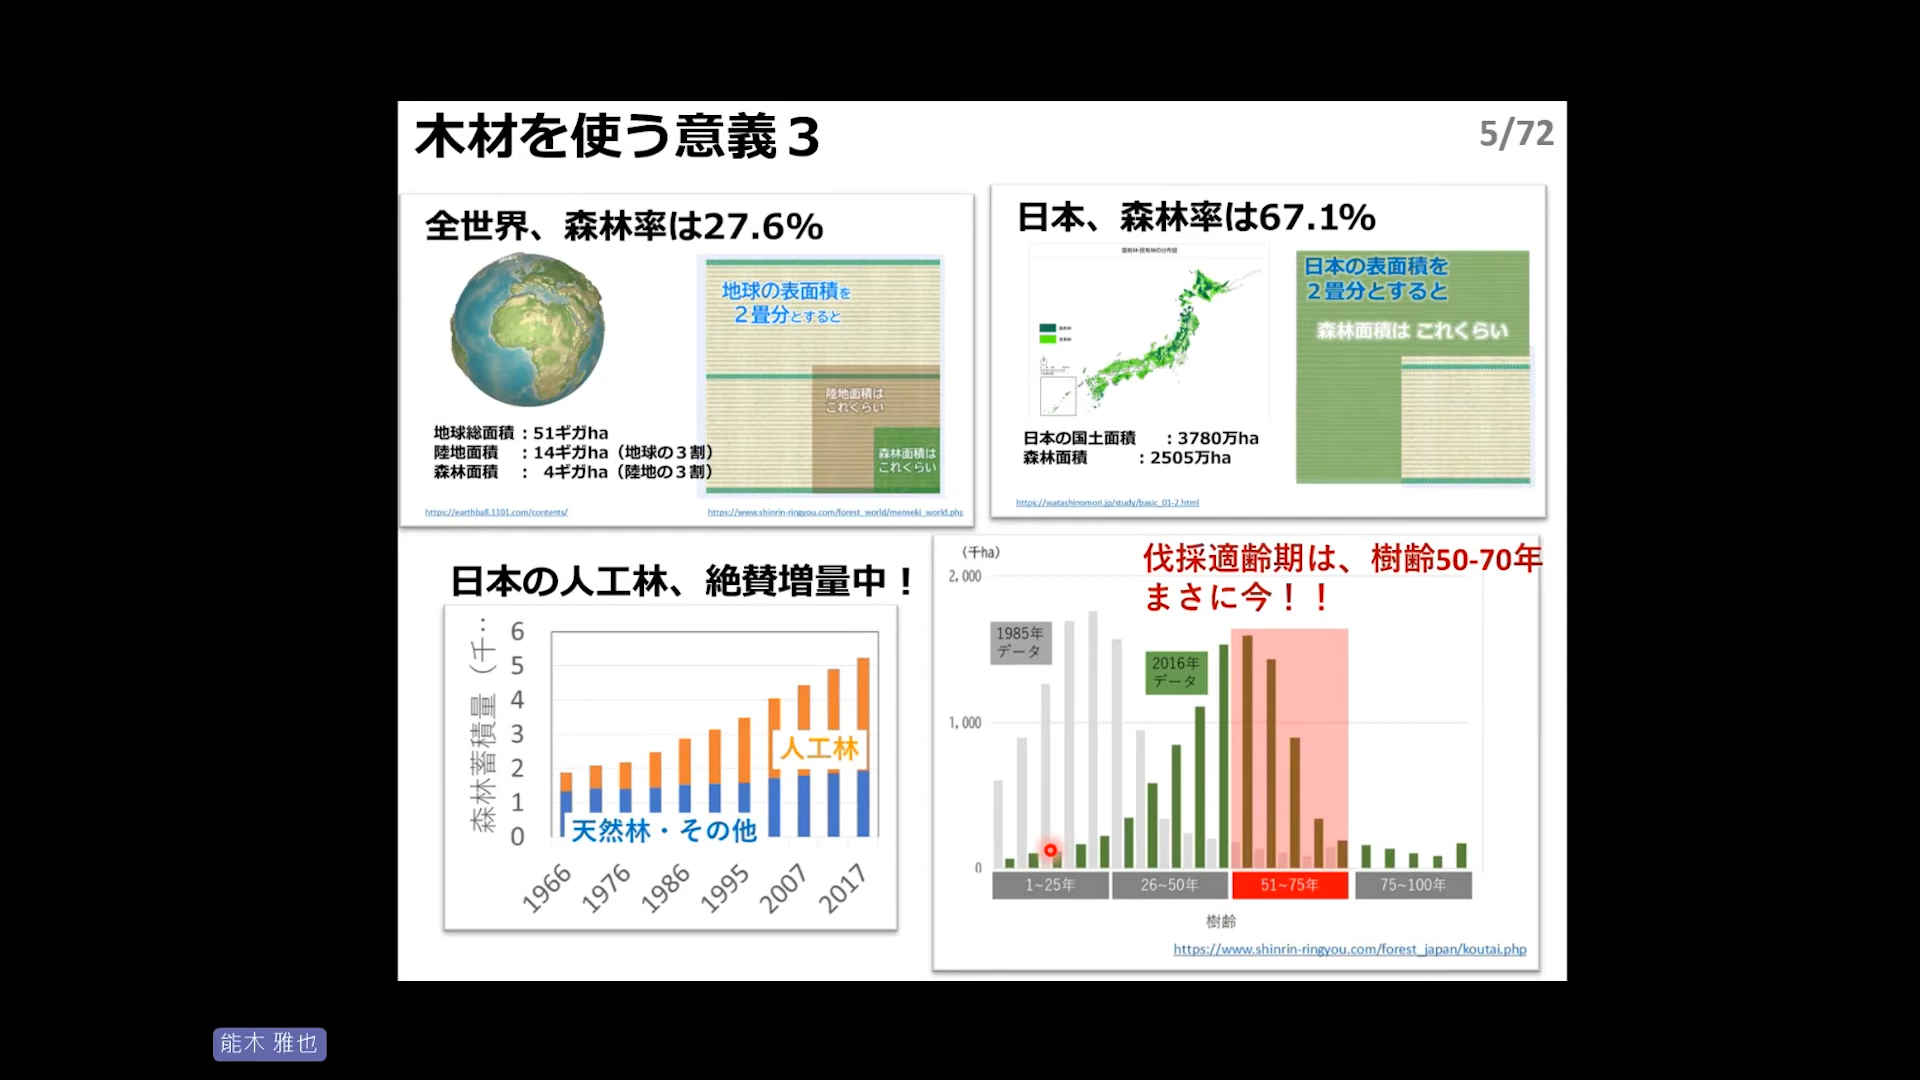 木材を使う意義３
5/72
全世界、森林率は27.6%
地球の表面積を
２畳分とすると
陸地面積は
これくらい
森林面積は
これくらい
地球総面積：51ギガha
陸地面積　：14ギガha（地球の３割）
森林面積　：　4ギガha（陸地の３割）
https://earthball.1101.com/contents/
https://www.shinrin-ringyou.com/forest_world/menseki_world.php
日本、森林率は67.1%
日本の表面積を
２畳分とすると
森林面積は これくらい
日本の国土面積　：3780万ha
森林面積　　　：2505万ha
https://watashinomori.jp/study/basic_01-2.html
日本の人工林、絶賛増量中！
森林蓄積量（千…
6
5
4
3
2
1
0
人工林
天然林・その他
1966
1976
1986
1995
2007
2017
（千ha）
伐採適齢期は、樹齢50-70年
まさに今！！
2,000
1,000
0
1985年
データ
2016年
データ
1~25年
26~50年
51~75年
75~100年
樹齢
https://www.shinrin-ringyou.com/forest_japan/koutai.php
能木 雅也